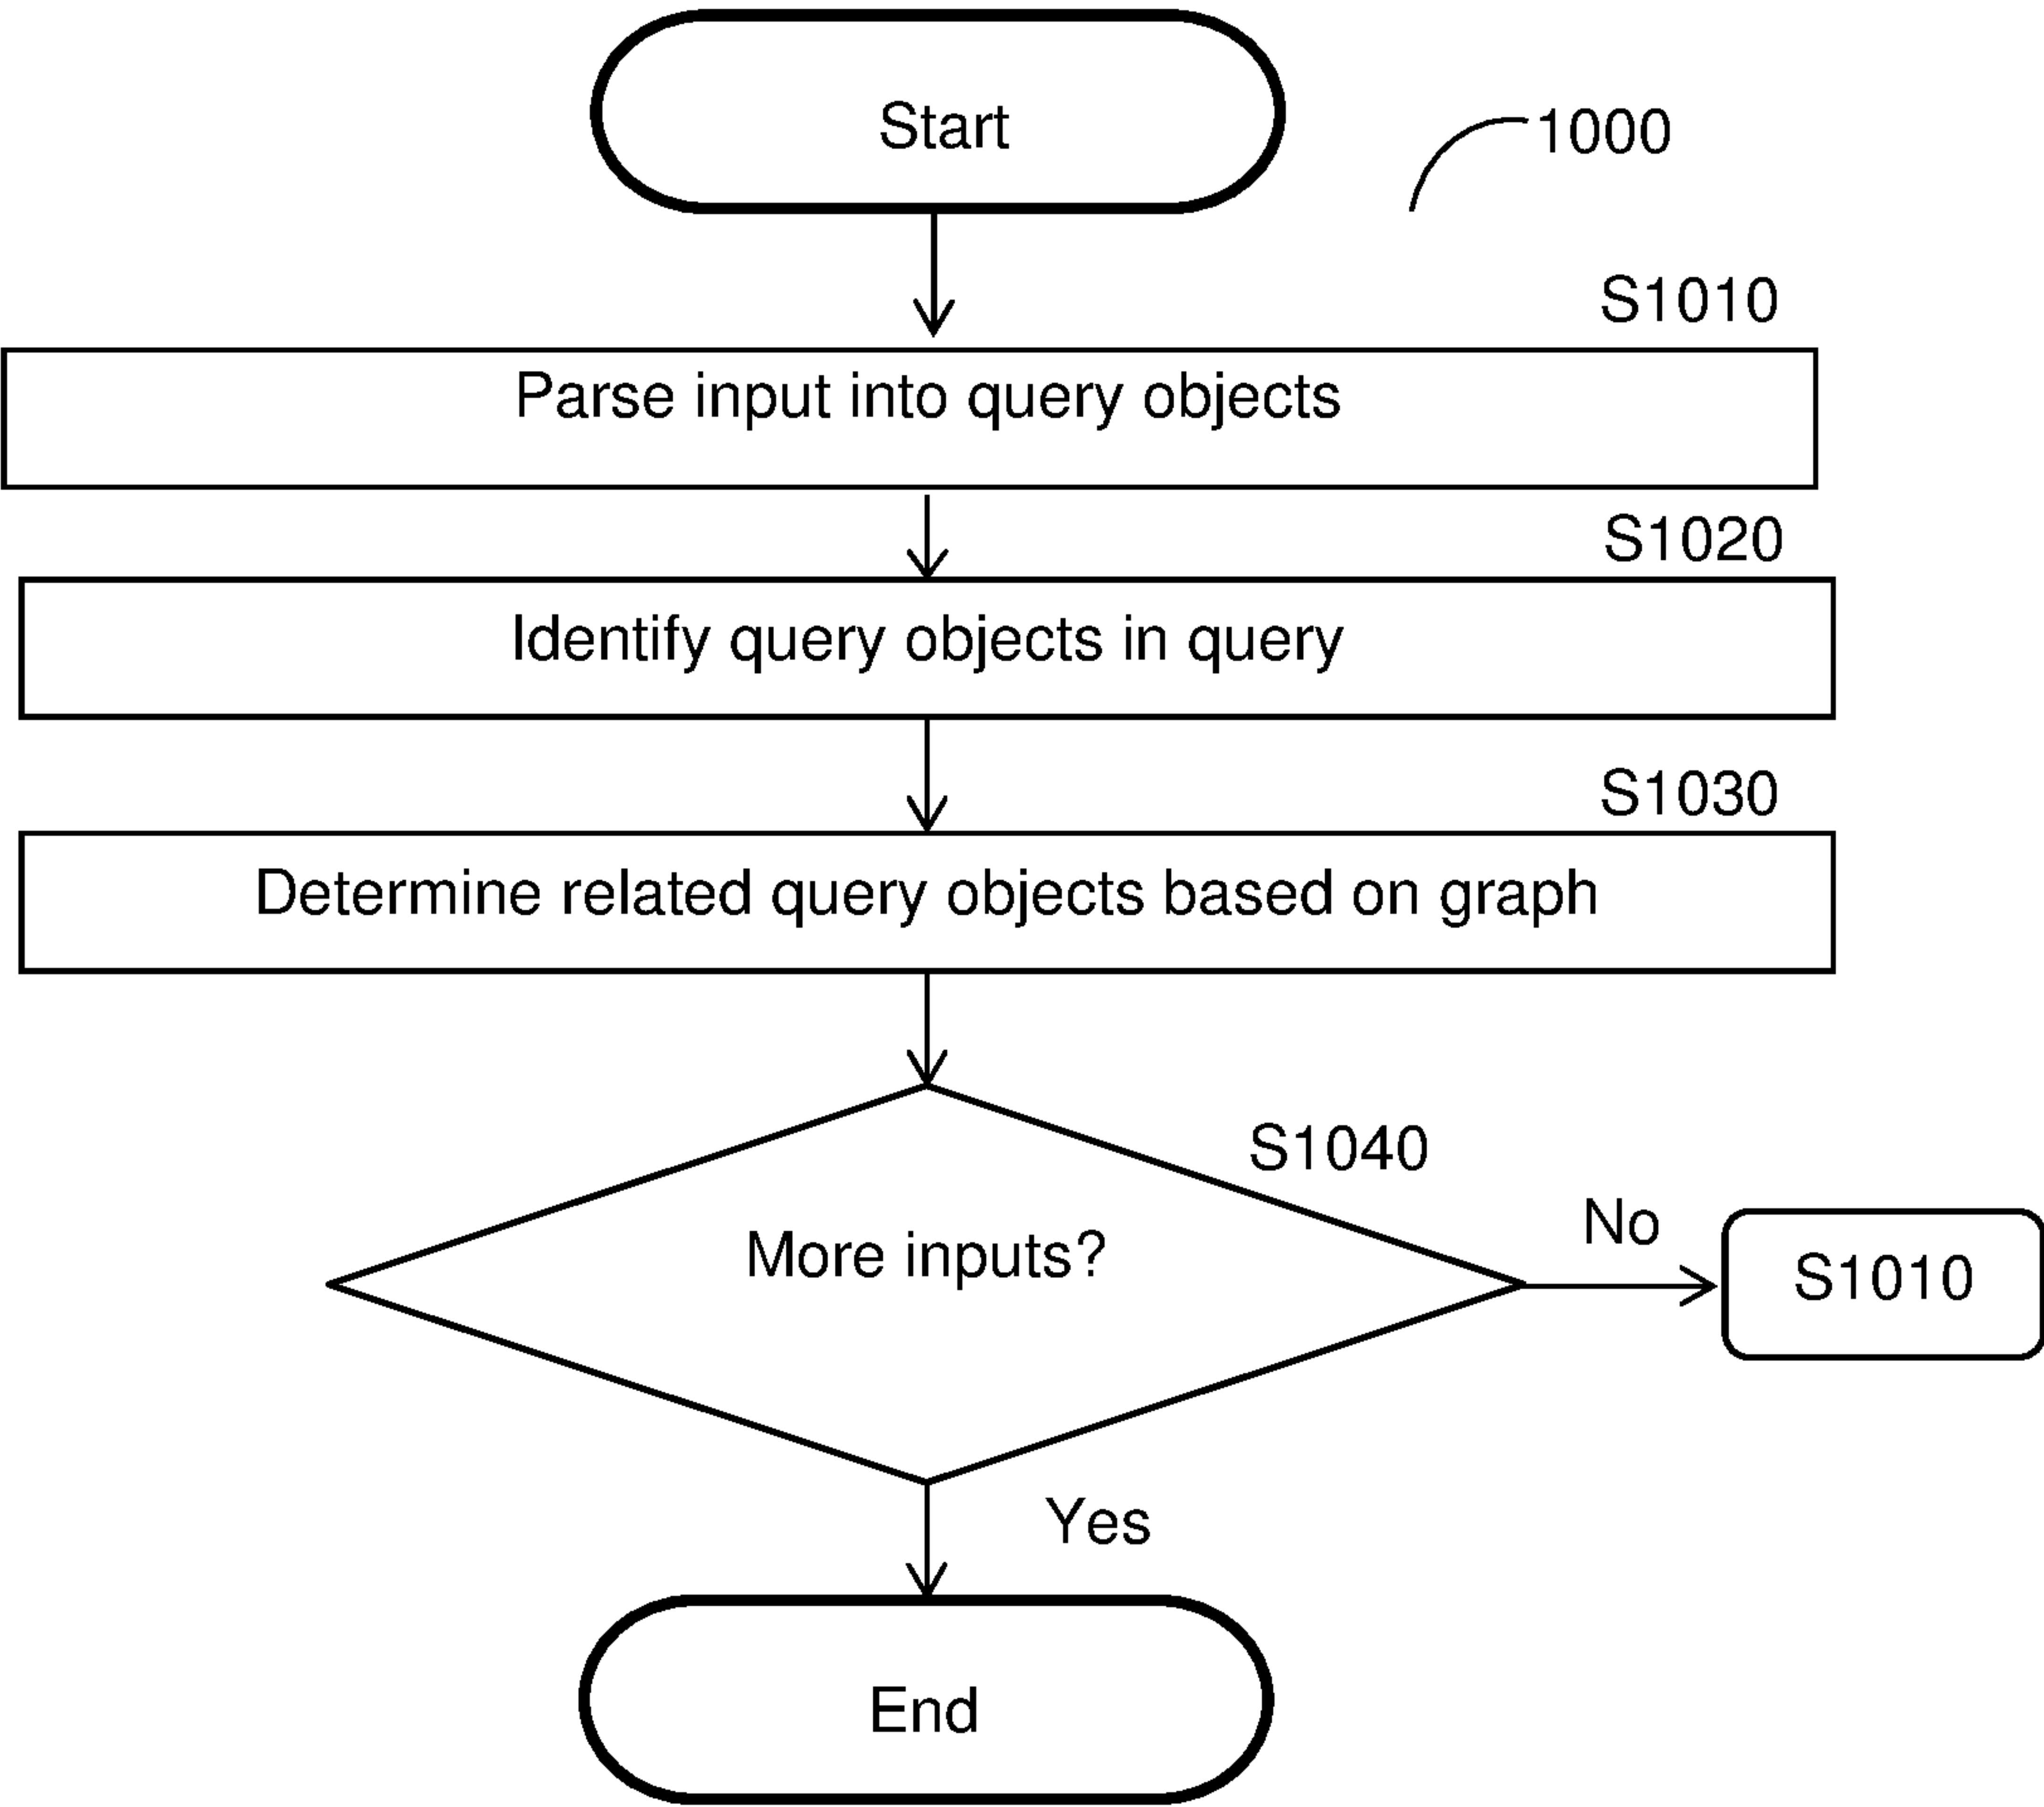 Start
1000
S1010
Parse input into query objects
S1020
Identify query objects in query
S1030
Determine related query objects based on graph
S1040
More inputs?
No
S1010
Yes
End